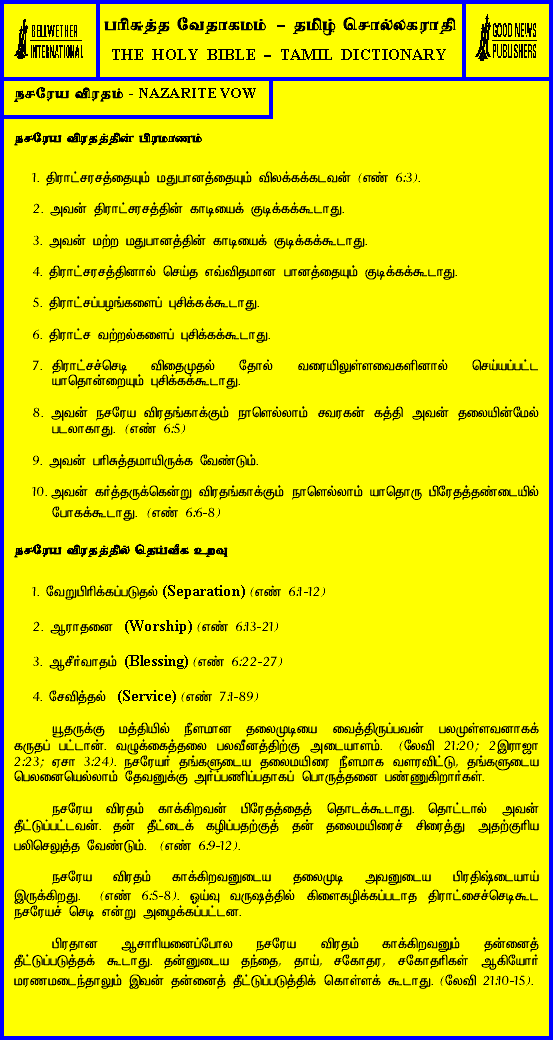 BELLWETHER
INTERNATIONAL
பரிசுத்த வேதாகமம் – தமிழ் சொல்லகராதி
THE HOLY BIBLE – TAMIL DICTIONARY
GOOD NEWS
PUBLISHERS
நசரேய விரதம் - NAZARITE VOW
நசரேய விரதத்தின் பிரமாணம்
1. திராட்சரசத்தையும் மதுபானத்தையும் விலக்கக்கடவன் (எண் 6:3).
2. அவன் திராட்சரசத்தின் காடியைக் குடிக்கக்கூடாது.
3. அவன் மற்ற மதுபானத்தின் காடியைக் குடிக்கக்கூடாது.
4. திராட்சரசத்தினால் செய்த எவ்விதமான பானத்தையும் குடிக்கக்கூடாது.
5. திராட்சப்பழங்களைப் புசிக்கக்கூடாது.
6. திராட்ச வற்றல்களைப் புசிக்கக்கூடாது.
7. திராட்சச்செடி விதைமுதல் தோல் வரையிலுள்ளவைகளினால் செய்யப்பட்ட
யாதொன்றையும் புசிக்கக்கூடாது.
8. அவன் நசரேய விரதங்காக்கும் நாளெல்லாம் சவரகன் கத்தி அவன் தலையின்மேல்
படலாகாது. (எண் 6:5)
9. அவன் பரிசுத்தமாயிருக்க வேண்டும்.
10. அவன் கர்த்தருக்கென்று விரதங்காக்கும் நாளெல்லாம் யாதொரு பிரேதத்தண்டையில்
போகக்கூடாது. (எண் 6:6-8)
நசரேய விரதத்தில் தெய்வீக உறவு
1. வேறுபிரிக்கப்படுதல் (Separation) (எண் 6:1-12)
2. ஆராதனை (Worship) (எண் 6:13-21)
3. ஆசீர்வாதம் (Blessing) (எண் 6:22-27)
4. சேவித்தல் (Service) (எண் 7:1-89)
யூதருக்கு மத்தியில் நீளமான தலைமுடியை வைத்திருப்பவன் பலமுள்ளவனாகக்
கருதப் பட்டான். வழுக்கைத்தலை பலவீனத்திற்கு அடையாளம். (லேவி 21:20; 2இராஜா
2:23; ஏசா 3:24). நசரேயர் தங்களுடைய தலைமயிரை நீளமாக வளரவிட்டு, தங்களுடைய
பெலனையெல்லாம் தேவனுக்கு அர்ப்பணிப்பதாகப் பொருத்தனை பண்ணுகிறார்கள்.
நசரேய விரதம் காக்கிறவன் பிரேதத்தைத் தொடக்கூடாது. தொட்டால் அவன்
தீட்டுப்பட்டவன். தன் தீட்டைக் கழிப்பதற்குத் தன் தலைமயிரைச் சிரைத்து அதற்குரிய
பலிசெலுத்த வேண்டும். (எண் 6:9-12).
நசரேய விரதம் காக்கிறவனுடைய தலைமுடி அவனுடைய பிரதிஷ்டையாய்
இருக்கிறது. (எண் 6:5-8). ஓய்வு வருஷத்தில் கிளைகழிக்கப்படாத திராட்சைச்செடிகூட
நசரேயச் செடி என்று அழைக்கப்பட்டன.
பிரதான ஆசாரியனைப்போல நசரேய விரதம் காக்கிறவனும் தன்னைத்
தீட்டுப்படுத்தக் கூடாது. தன்னுடைய தந்தை, தாய், சகோதர, சகோதரிகள் ஆகியோர்
மரணமடைந்தாலும் இவன் தன்னைத் தீட்டுப்படுத்திக் கொள்ளக் கூடாது. (லேவி 21:10-15).